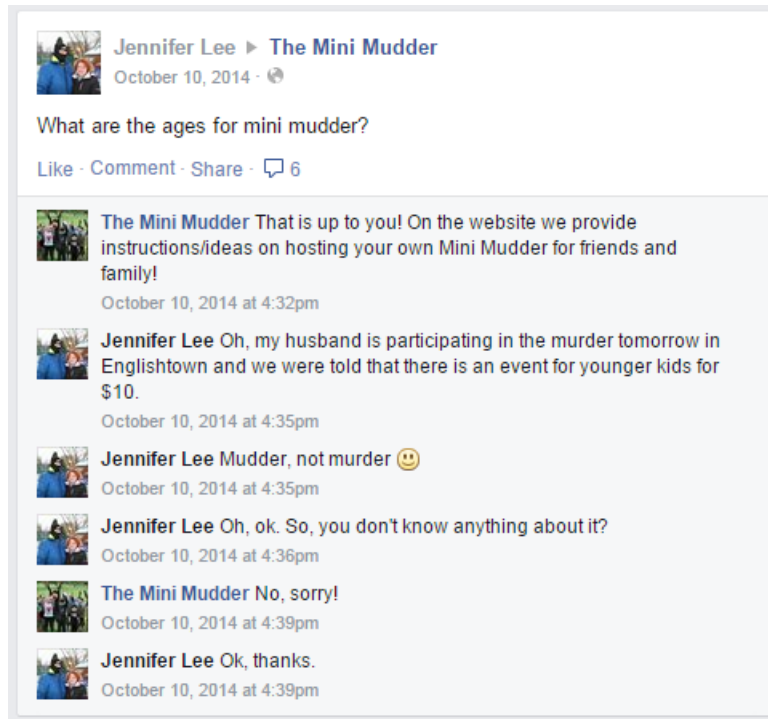 Jennifer Lee ▶ The Mini Mudder
October 10, 2014 ·
What are the ages for mini mudder?
Like · Comment · Share · 6
The Mini Mudder That is up to you! On the website we provide
instructions/ideas on hosting your own Mini Mudder for friends and
family!
October 10, 2014 at 4:32pm
Jennifer Lee Oh, my husband is participating in the murder tomorrow in
Englishtown and we were told that there is an event for younger kids for
$10.
October 10, 2014 at 4:35pm
Jennifer Lee Mudder, not murder 🙂
October 10, 2014 at 4:35pm
Jennifer Lee Oh, ok. So, you don't know anything about it?
October 10, 2014 at 4:36pm
The Mini Mudder No, sorry!
October 10, 2014 at 4:39pm
Jennifer Lee Ok, thanks.
October 10, 2014 at 4:39pm